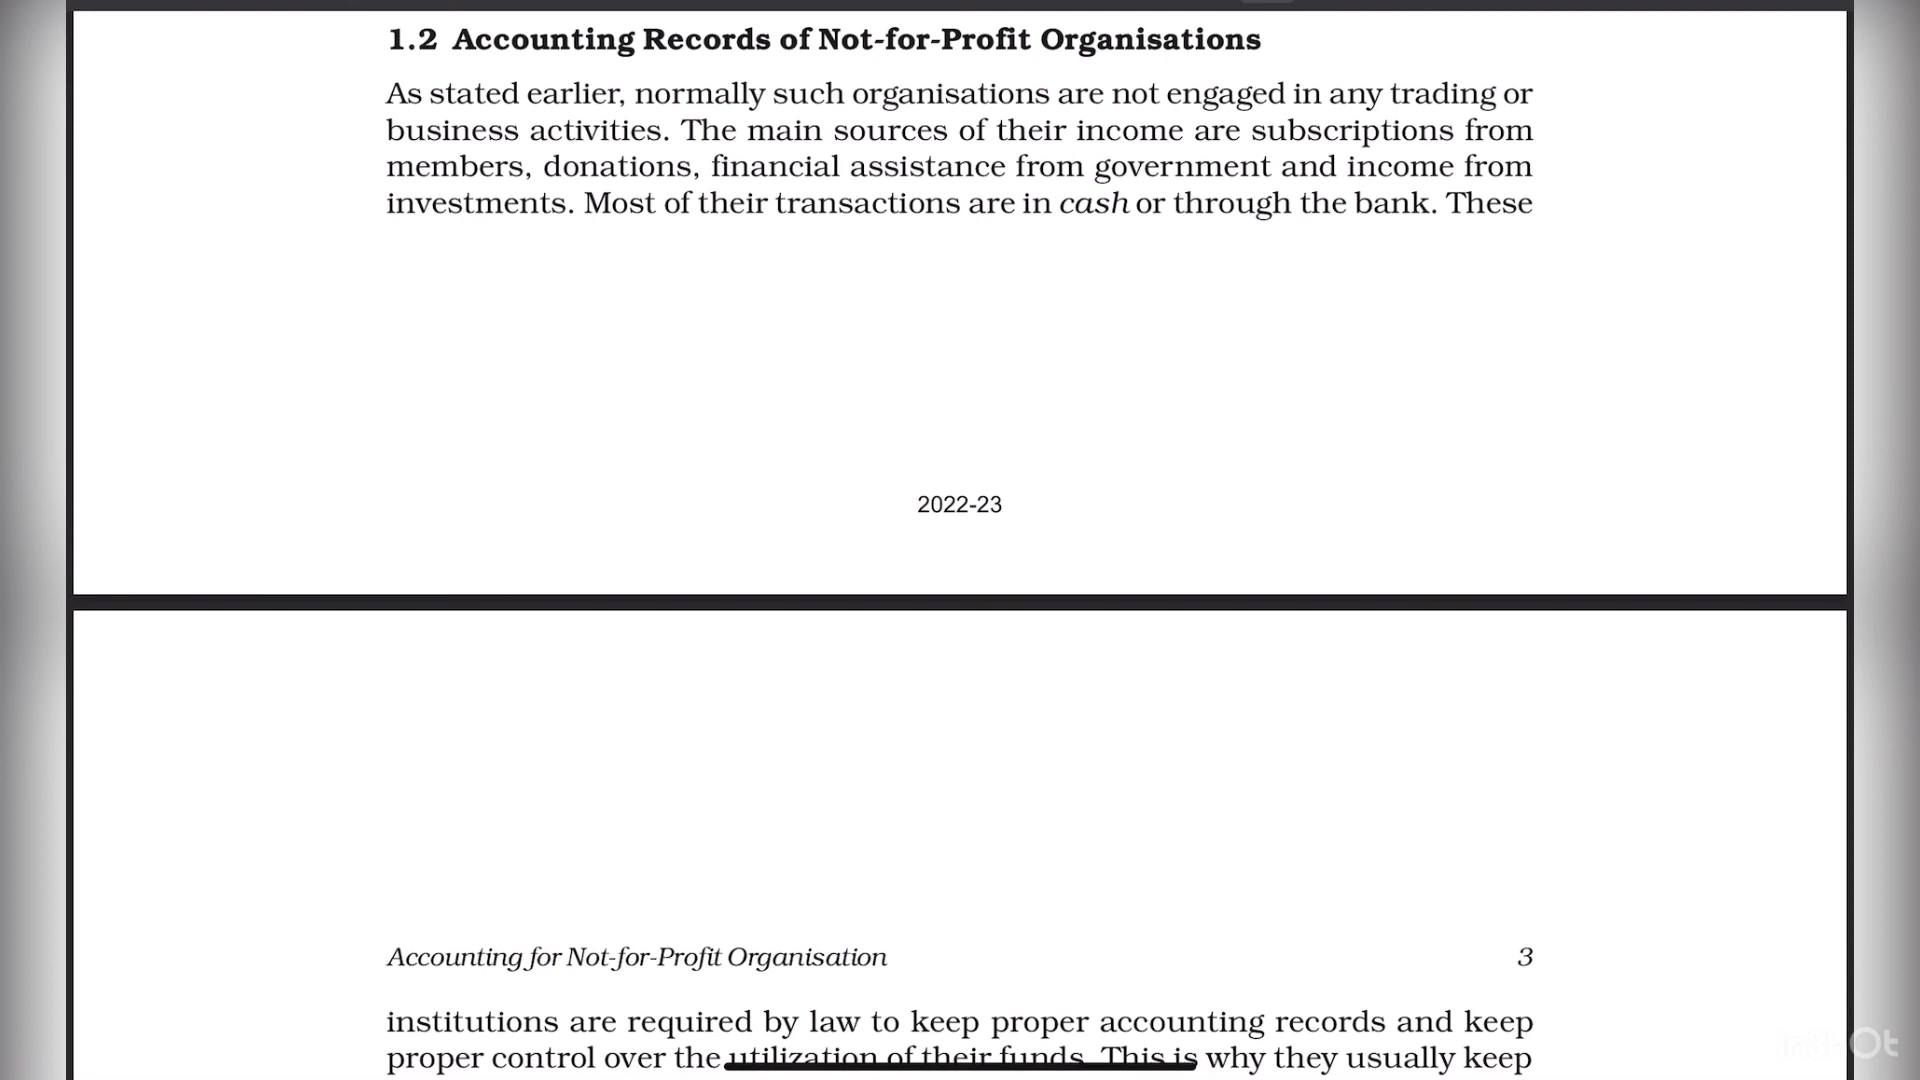 1.2 Accounting Records of Not-for-Profit Organisations
As stated earlier, normally such organisations are not engaged in any trading or
business activities. The main sources of their income are subscriptions from
members, donations, financial assistance from government and income from
investments. Most of their transactions are in cash or through the bank. These
2022-23
Accounting for Not-for-Profit Organisation 3
institutions are required by law to keep proper accounting records and keep
proper control over the utilization of their funds. This is why they usually keep